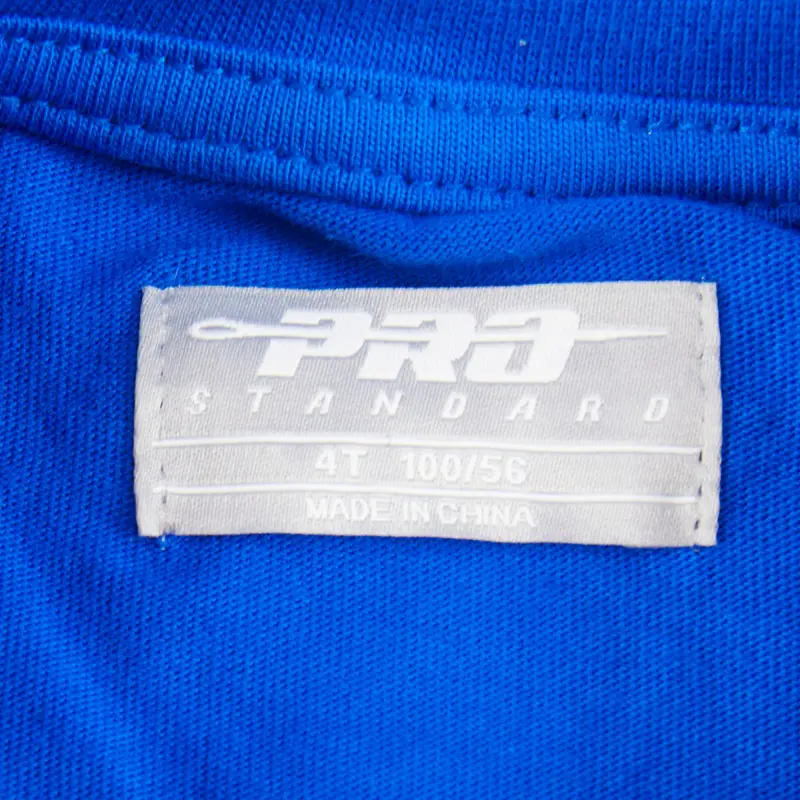 PRO
STANDARD
4T 100/56
MADE IN CHINA